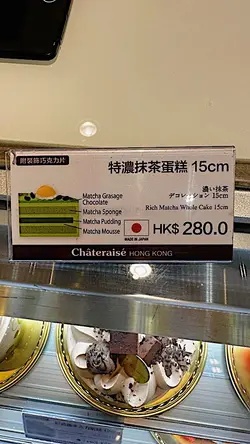 附裝飾巧克力片
特濃抹茶蛋糕 15cm
濃い抹茶
デコレーション 15cm
Rich Matcha Whole Cake 15cm
Matcha Grasage
Chocolate
Matcha Sponge
Matcha Pudding
Matcha Mousse
MADE IN JAPAN
HK$ 280.0
Châteraisé HONG KONG